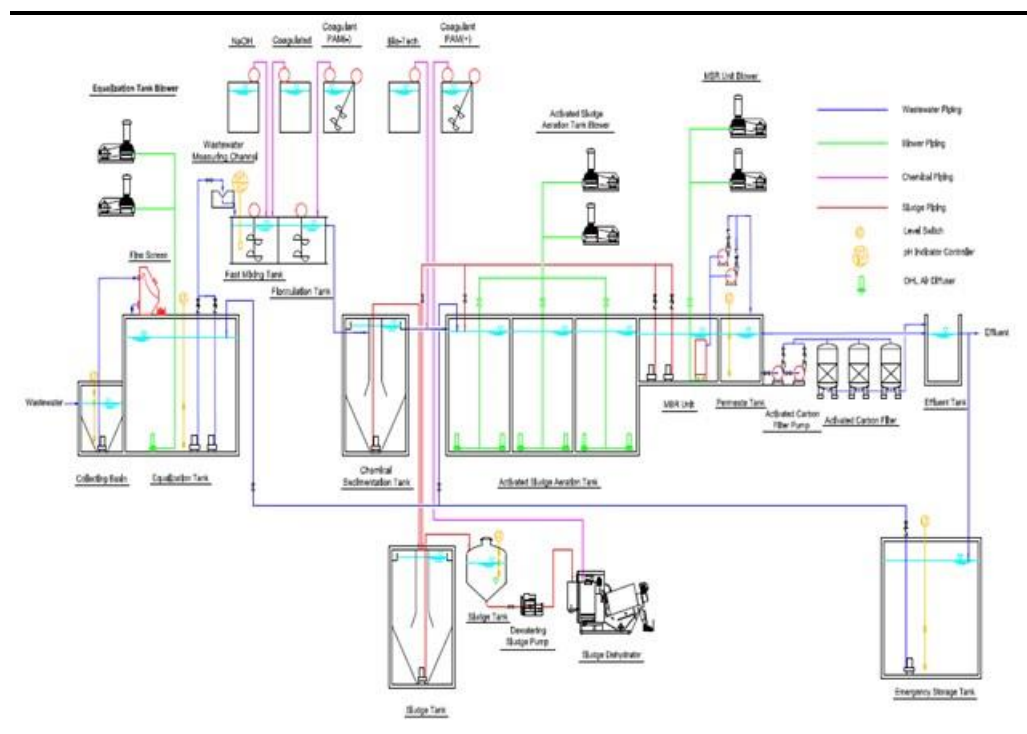 NaOH
Coagulated
Coagulant
PAM(-)
Bio-Tech
Coagulant
PAM(+)
Equalization Tank Blower
MBR Unit Blower
Activated Sludge
Aeration Tank Blower
Wastewater
Measuring Channel
Wastewater Piping
Blower Piping
Chemical Piping
Sludge Piping
Level Switch
pH Indicator Controller
OHL Air Diffuser
Fine Screen
Fast Mixing Tank
Flocculation Tank
Effluent
Wastewater
MBR Unit
Permeate Tank
Activated Carbon
Filter Pump
Activated Carbon Filter
Effluent Tank
Collecting Basin
Equalization Tank
Chemical
Sedimentation Tank
Activated Sludge Aeration Tank
Sludge Tank
Dewatering
Sludge Pump
Sludge Dehydrator
Sludge Tank
Emergency Storage Tank